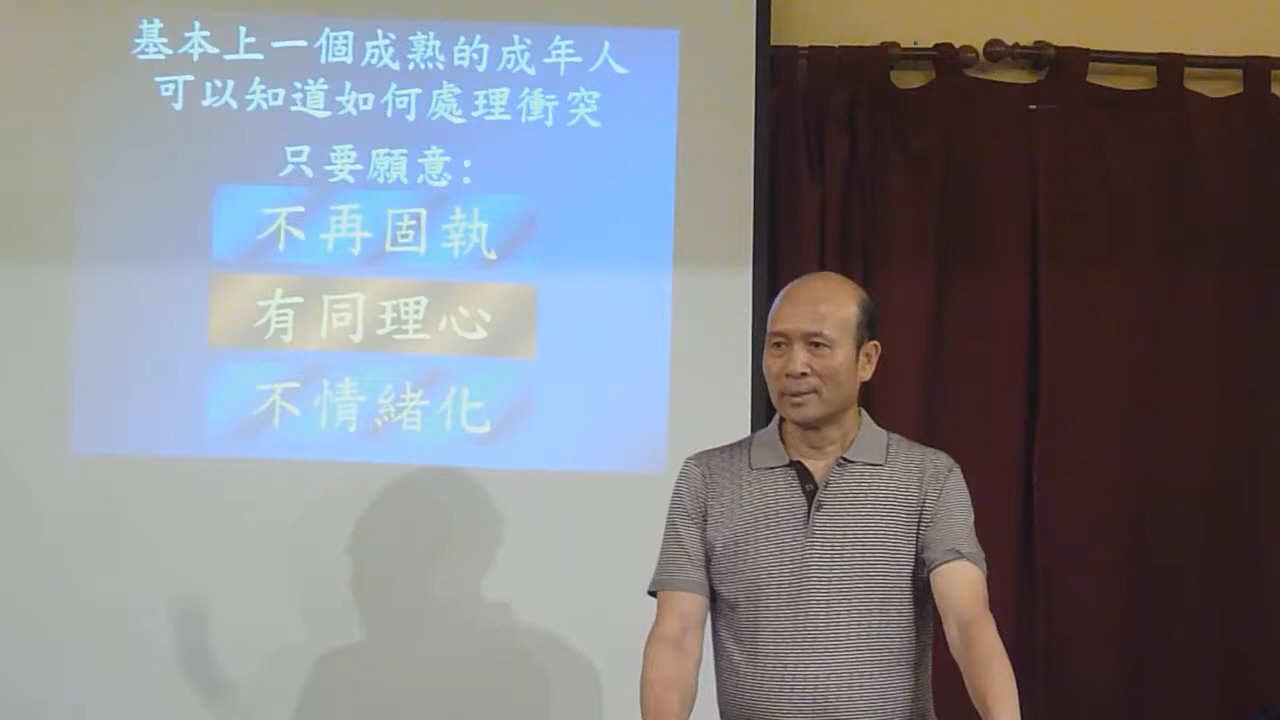 基本上一個成熟的成年人
可以知道如何處理衝突
只要願意:
不再固執
有同理心
不情緒化